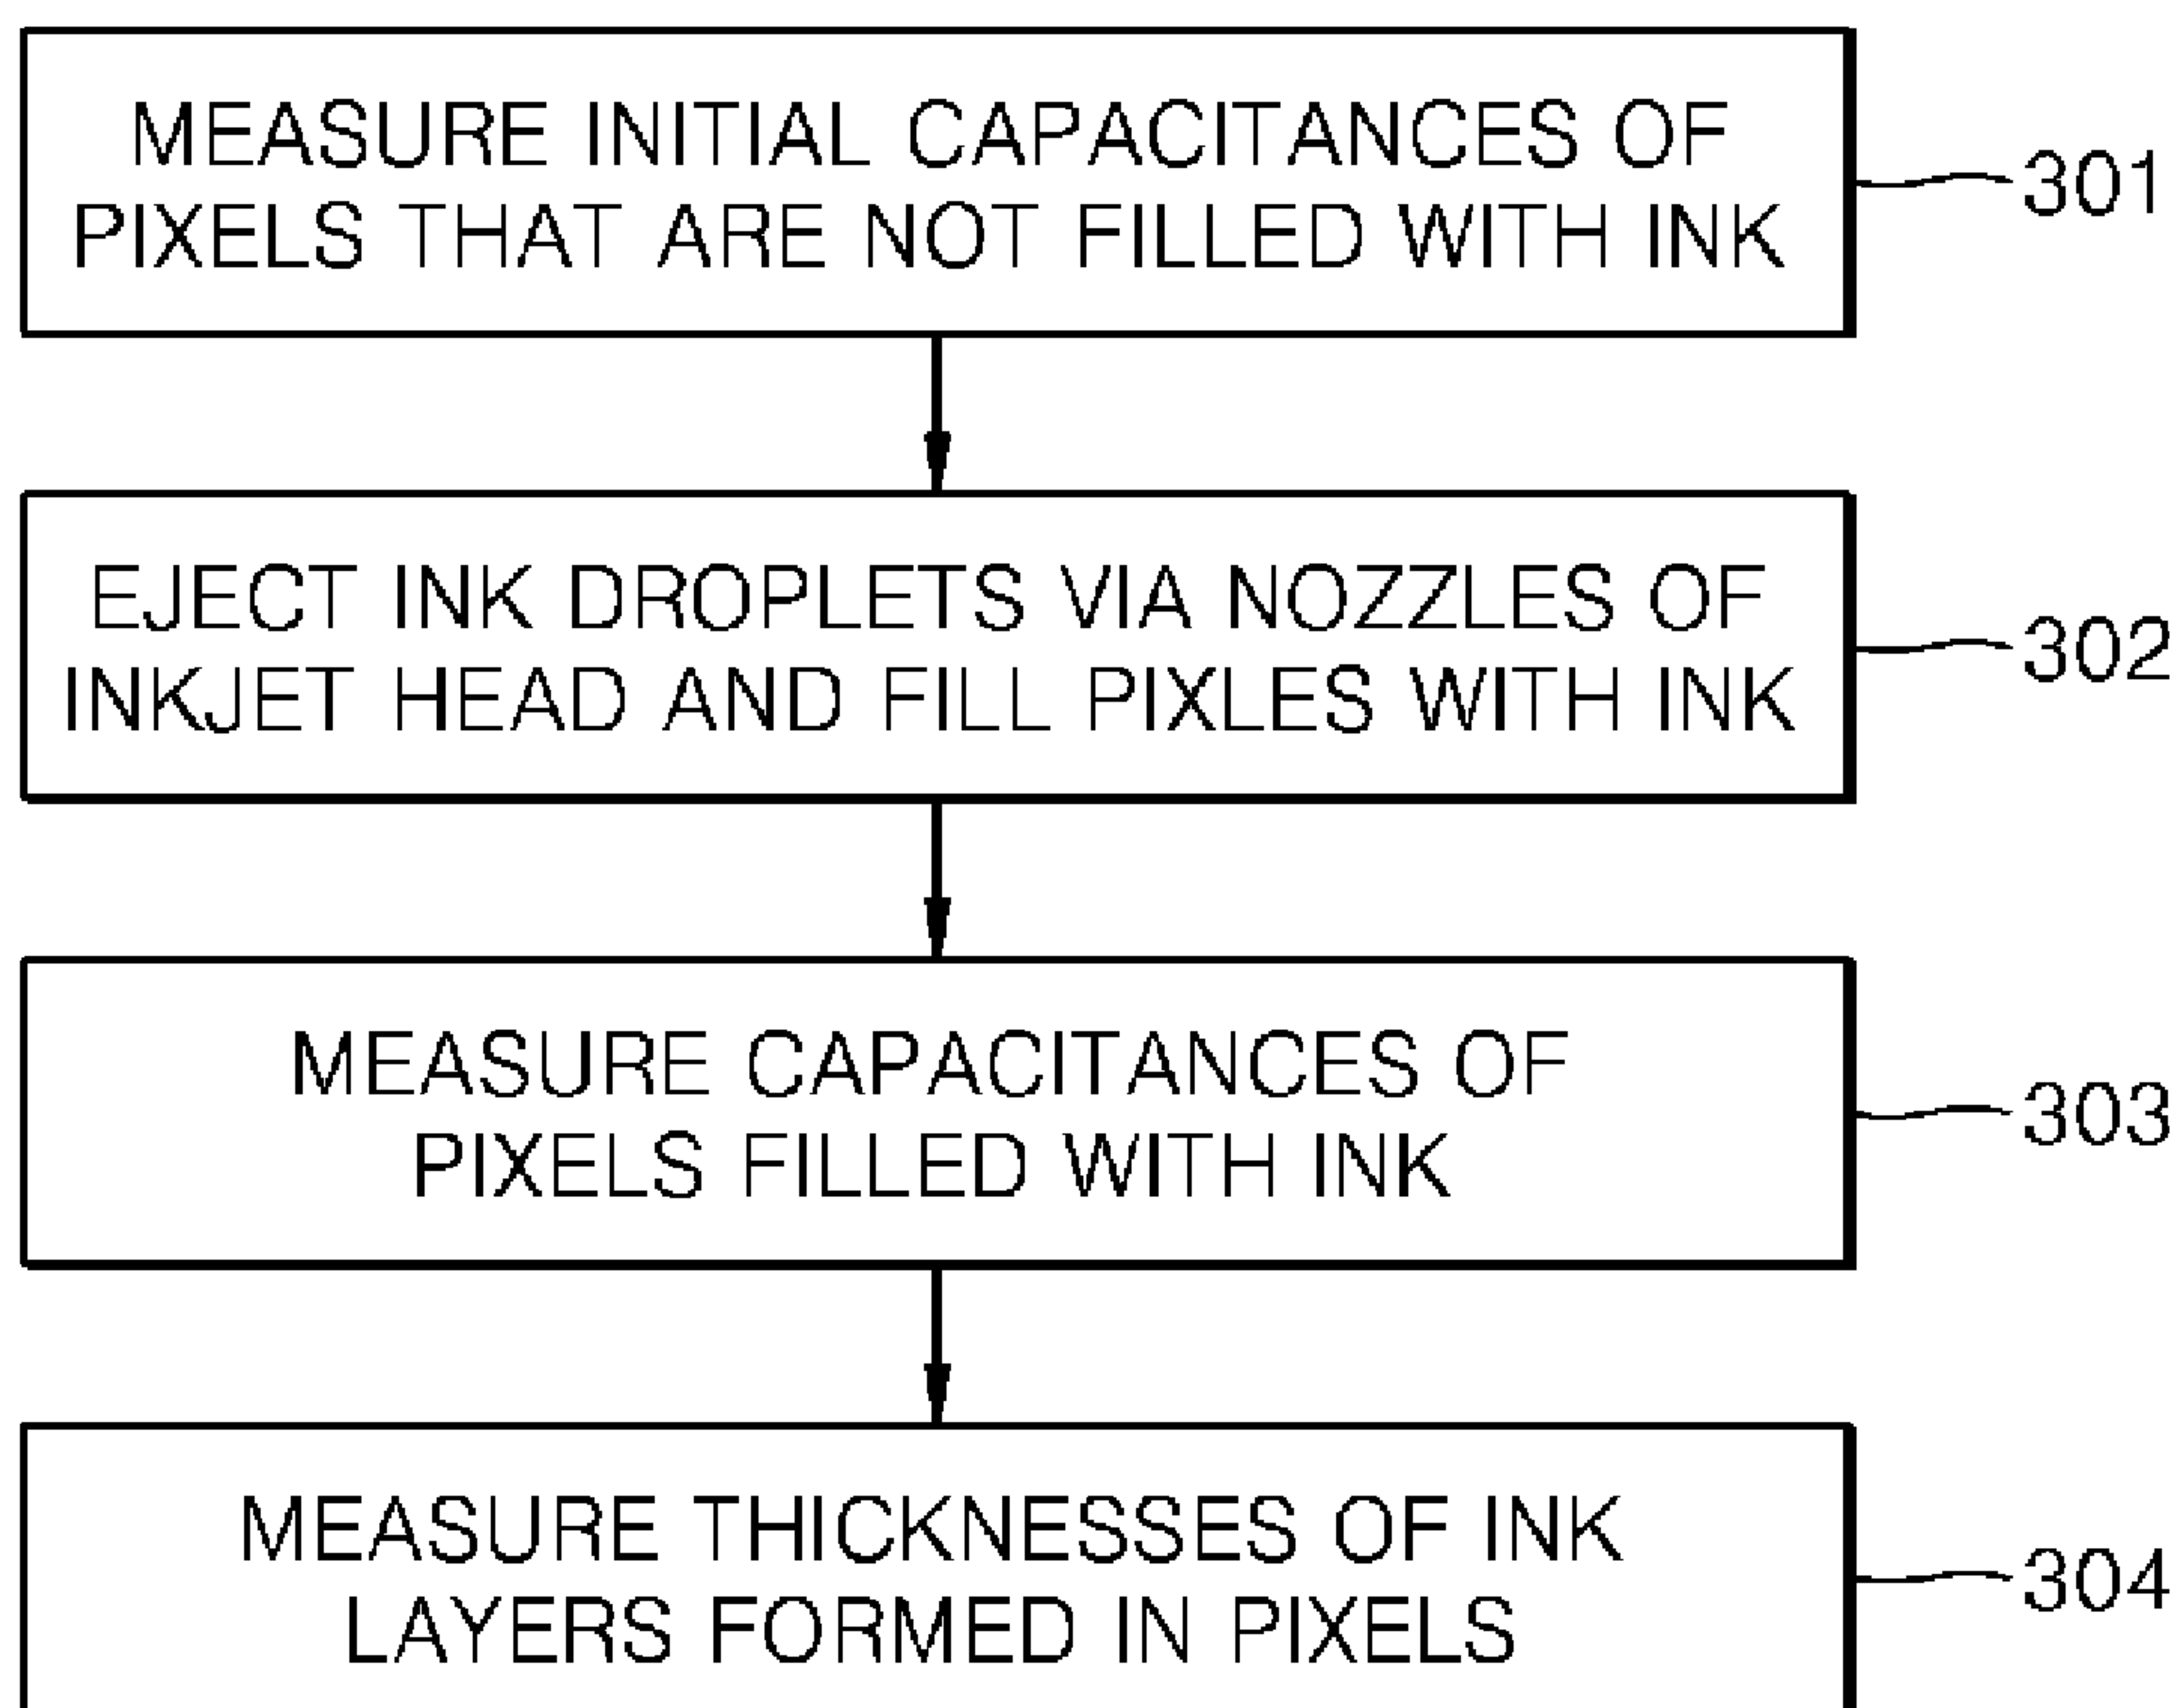 MEASURE INITIAL CAPACITANCES OF
PIXELS THAT ARE NOT FILLED WITH INK
301
EJECT INK DROPLETS VIA NOZZLES OF
INKJET HEAD AND FILL PIXLES WITH INK
302
MEASURE CAPACITANCES OF
PIXELS FILLED WITH INK
303
MEASURE THICKNESSES OF INK
LAYERS FORMED IN PIXELS
304